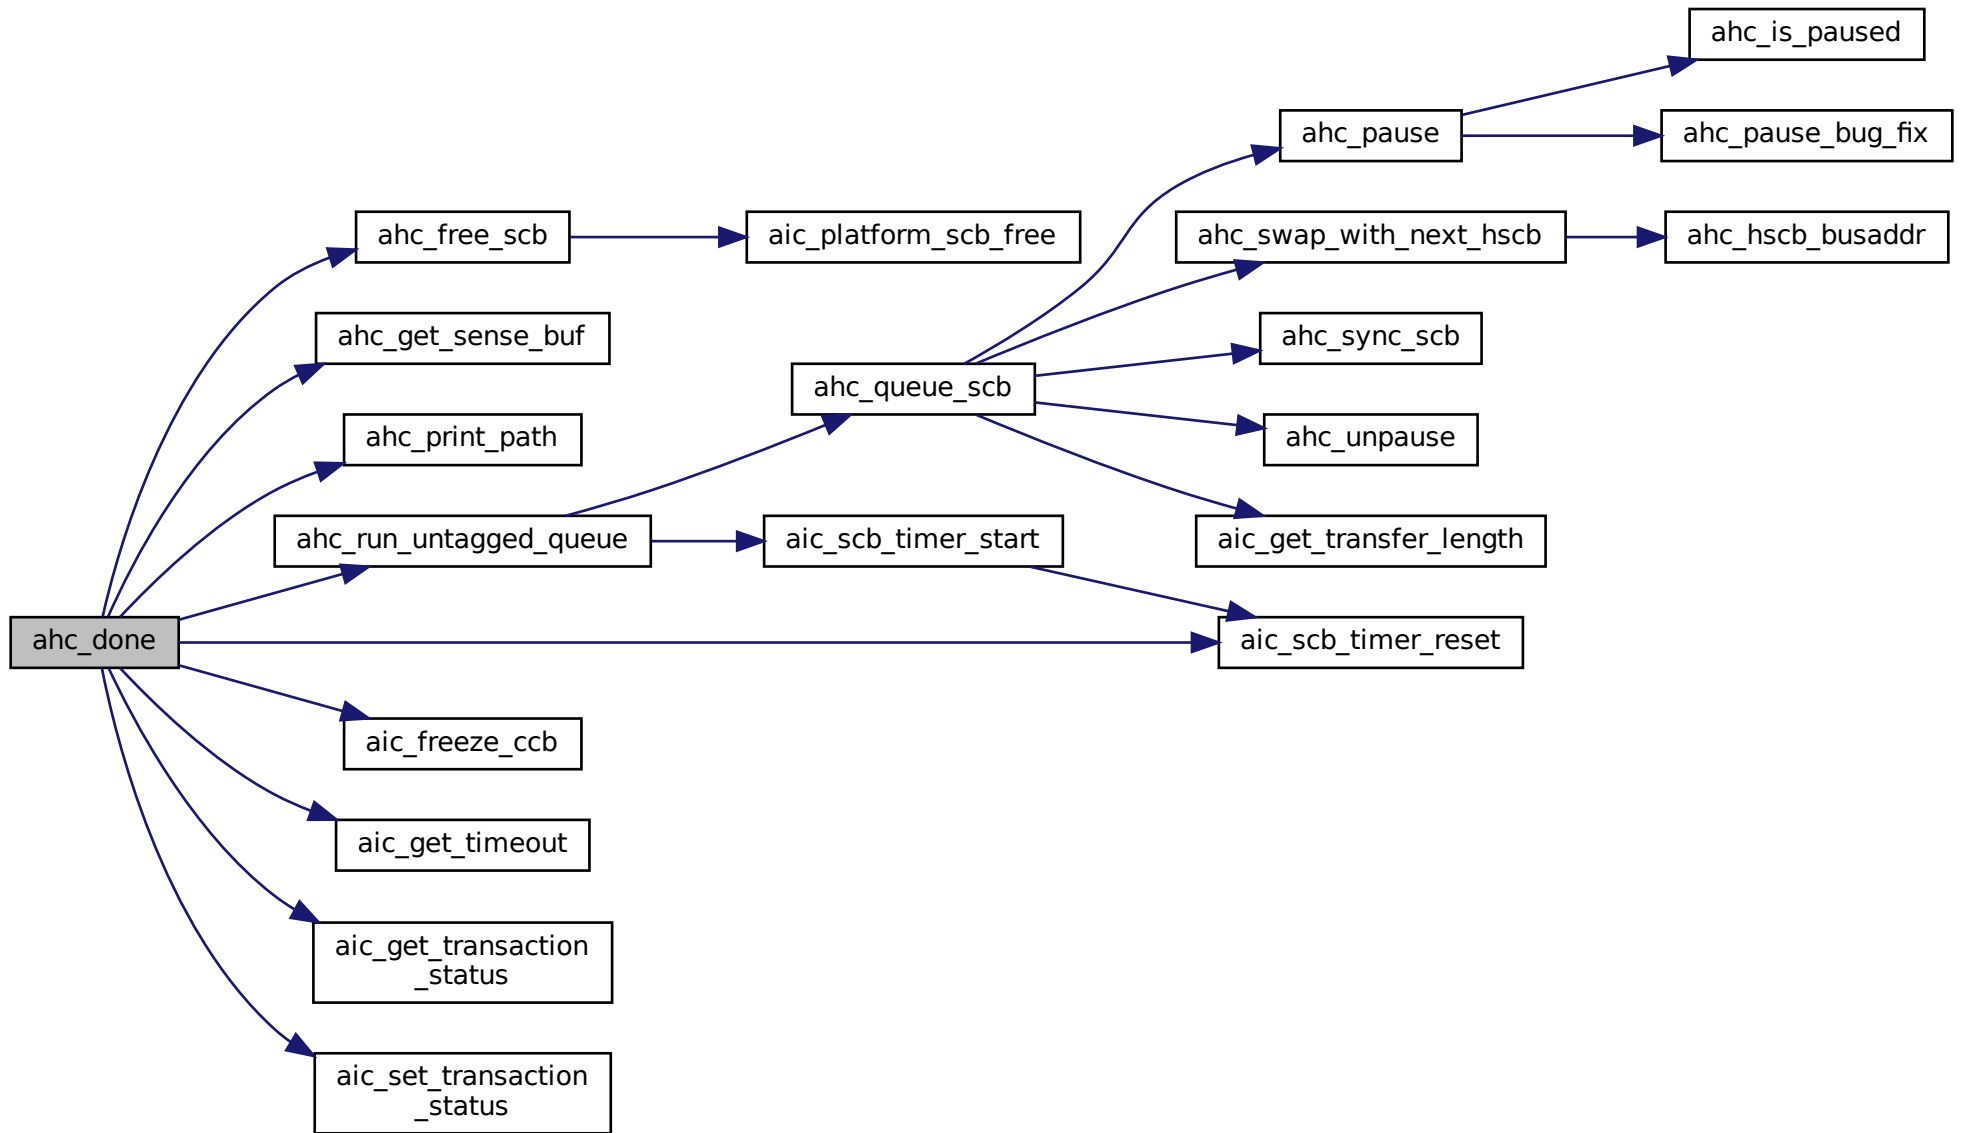 ahc_is_paused
ahc_pause
ahc_pause_bug_fix
ahc_free_scb
aic_platform_scb_free
ahc_swap_with_next_hscb
ahc_hscb_busaddr
ahc_get_sense_buf
ahc_sync_scb
ahc_queue_scb
ahc_print_path
ahc_unpause
ahc_run_untagged_queue
aic_scb_timer_start
aic_get_transfer_length
ahc_done
aic_scb_timer_reset
aic_freeze_ccb
aic_get_timeout
aic_get_transaction
_status
aic_set_transaction
_status